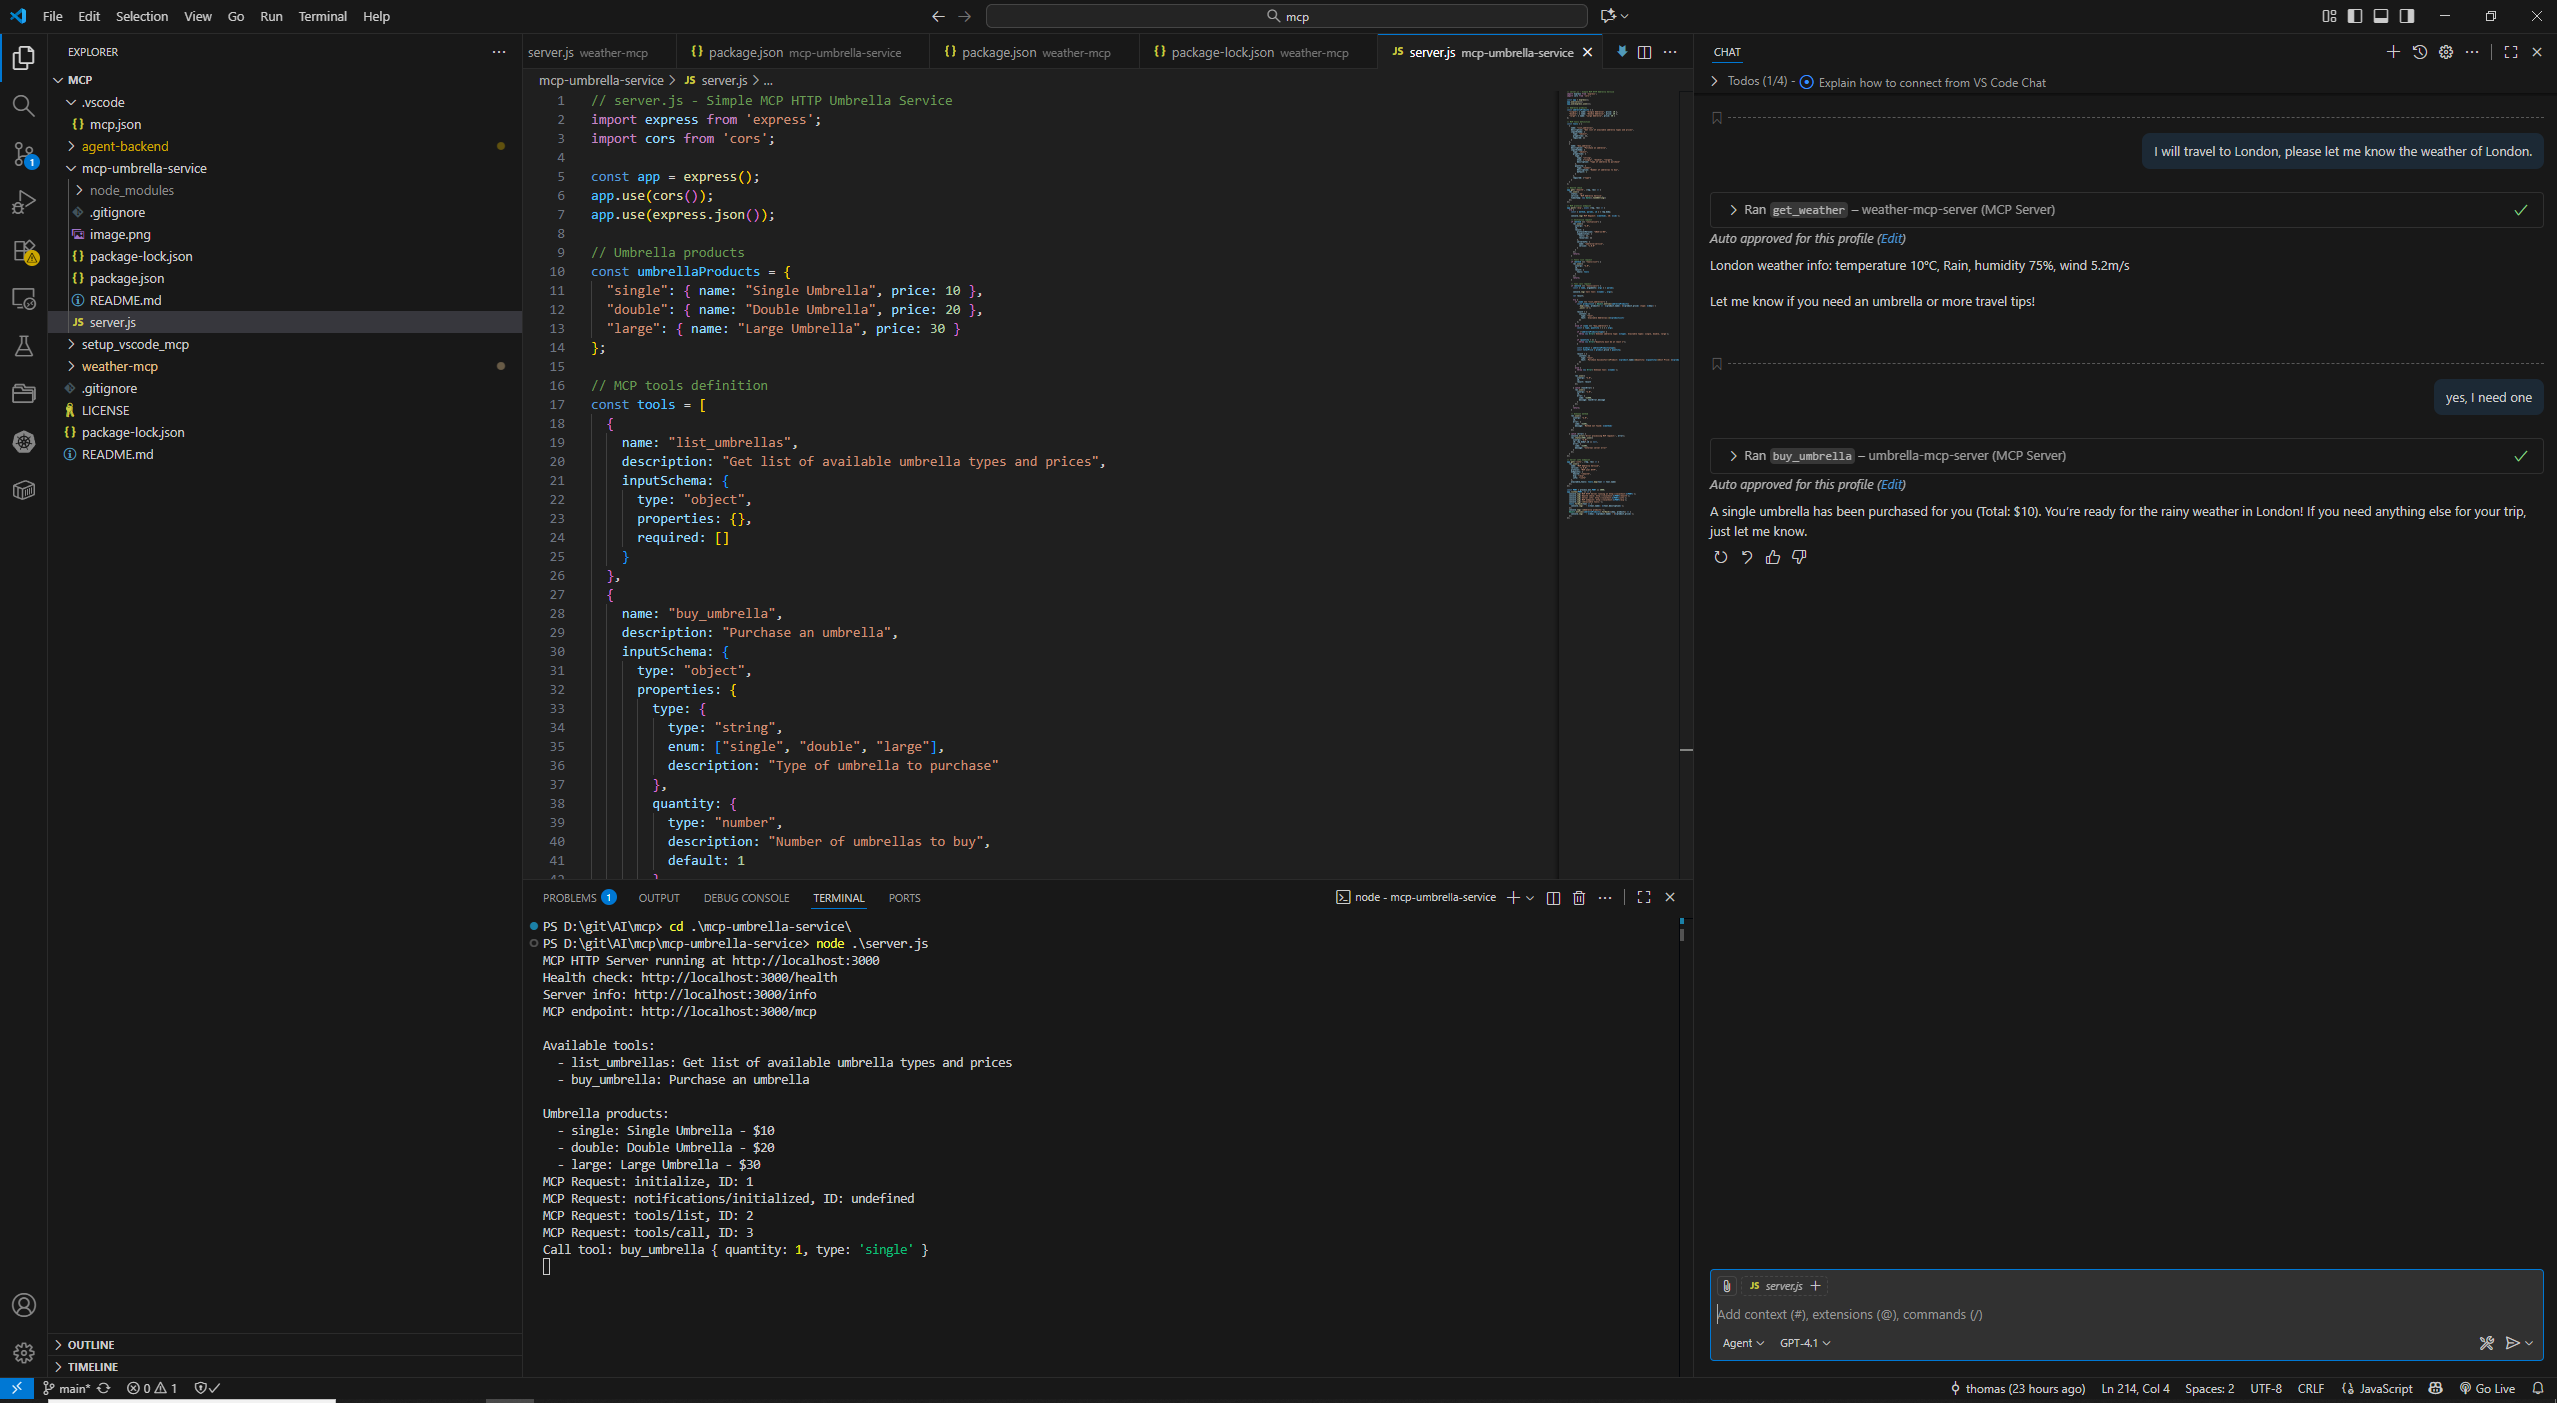 File Edit Selection View Go Run Terminal Help
mcp
EXPLORER
MCP
.vscode
mcp.json
agent-backend
mcp-umbrella-service
node_modules
.gitignore
image.png
package-lock.json
package.json
README.md
JS server.js
setup_vscode_mcp
weather-mcp
.gitignore
LICENSE
package-lock.json
README.md
OUTLINE
TIMELINE
server.js weather-mcp
{} package.json mcp-umbrella-service
{} package.json weather-mcp
{} package-lock.json weather-mcp
JS server.js mcp-umbrella-service
mcp-umbrella-service > JS server.js > ...
1 // server.js - Simple MCP HTTP Umbrella Service
2 import express from 'express';
3 import cors from 'cors';
4
5 const app = express();
6 app.use(cors());
7 app.use(express.json());
8
9 // Umbrella products
10 const umbrellaProducts = {
11 "single": { name: "Single Umbrella", price: 10 },
12 "double": { name: "Double Umbrella", price: 20 },
13 "large": { name: "Large Umbrella", price: 30 }
14 };
15
16 // MCP tools definition
17 const tools = [
18 {
19 name: "list_umbrellas",
20 description: "Get list of available umbrella types and prices",
21 inputSchema: {
22 type: "object",
23 properties: {},
24 required: []
25 }
26 },
27 {
28 name: "buy_umbrella",
29 description: "Purchase an umbrella",
30 inputSchema: {
31 type: "object",
32 properties: {
33 type: {
34 type: "string",
35 enum: ["single", "double", "large"],
36 description: "Type of umbrella to purchase"
37 },
38 quantity: {
39 type: "number",
40 description: "Number of umbrellas to buy",
41 default: 1
42 }
PROBLEMS 1 OUTPUT DEBUG CONSOLE TERMINAL PORTS
node - mcp-umbrella-service
PS D:\git\AI\mcp> cd .\mcp-umbrella-service\
PS D:\git\AI\mcp\mcp-umbrella-service> node .\server.js
MCP HTTP Server running at http://localhost:3000
Health check: http://localhost:3000/health
Server info: http://localhost:3000/info
MCP endpoint: http://localhost:3000/mcp
Available tools:
- list_umbrellas: Get list of available umbrella types and prices
- buy_umbrella: Purchase an umbrella
Umbrella products:
- single: Single Umbrella - $10
- double: Double Umbrella - $20
- large: Large Umbrella - $30
MCP Request: initialize, ID: 1
MCP Request: notifications/initialized, ID: undefined
MCP Request: tools/list, ID: 2
MCP Request: tools/call, ID: 3
Call tool: buy_umbrella { quantity: 1, type: 'single' }
CHAT
Todos (1/4) - Explain how to connect from VS Code Chat
I will travel to London, please let me know the weather of London.
Ran get_weather – weather-mcp-server (MCP Server)
Auto approved for this profile (Edit)
London weather info: temperature 10°C, Rain, humidity 75%, wind 5.2m/s
Let me know if you need an umbrella or more travel tips!
yes, I need one
Ran buy_umbrella – umbrella-mcp-server (MCP Server)
Auto approved for this profile (Edit)
A single umbrella has been purchased for you (Total: $10). You’re ready for the rainy weather in London! If you need anything else for your trip,
just let me know.
JS server.js +
Add context (#), extensions (@), commands (/)
Agent GPT-4.1
main* 0 1
thomas (23 hours ago) Ln 214, Col 4 Spaces: 2 UTF-8 CRLF {} JavaScript Go Live